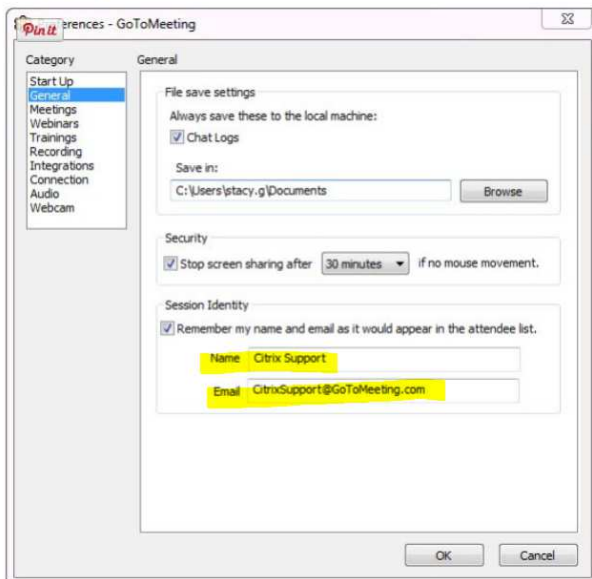 Pin it
erences - GoToMeeting
Category
General
Start Up
General
Meetings
Webinars
Trainings
Recording
Integrations
Connection
Audio
Webcam
File save settings
Always save these to the local machine:
Chat Logs
Save in:
C:\Users\stacy.g\Documents
Browse
Security
Stop screen sharing after 30 minutes if no mouse movement.
Session Identity
Remember my name and email as it would appear in the attendee list.
Name Citrix Support
Email CitrixSupport@GoToMeeting.com
OK
Cancel